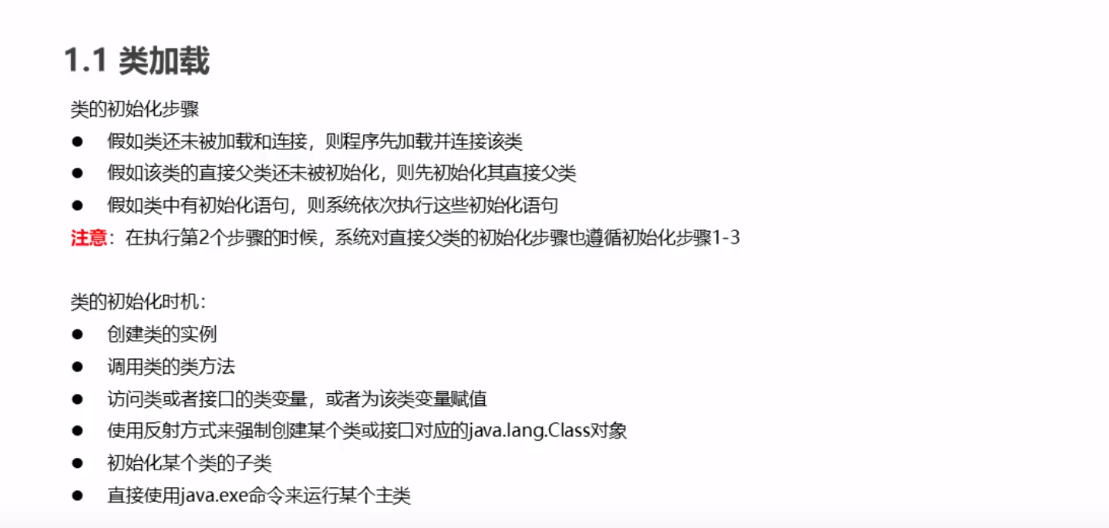 1.1 类加载
类的初始化步骤
● 假如类还未被加载和连接，则程序先加载并连接该类
● 假如该类的直接父类还未被初始化，则先初始化其直接父类
● 假如类中有初始化语句，则系统依次执行这些初始化语句
注意：在执行第2个步骤的时候，系统对直接父类的初始化步骤也遵循初始化步骤1-3
类的初始化时机：
● 创建类的实例
● 调用类的类方法
● 访问类或者接口的类变量，或者为该类变量赋值
● 使用反射方式来强制创建某个类或接口对应的java.lang.Class对象
● 初始化某个类的子类
● 直接使用java.exe命令来运行某个主类